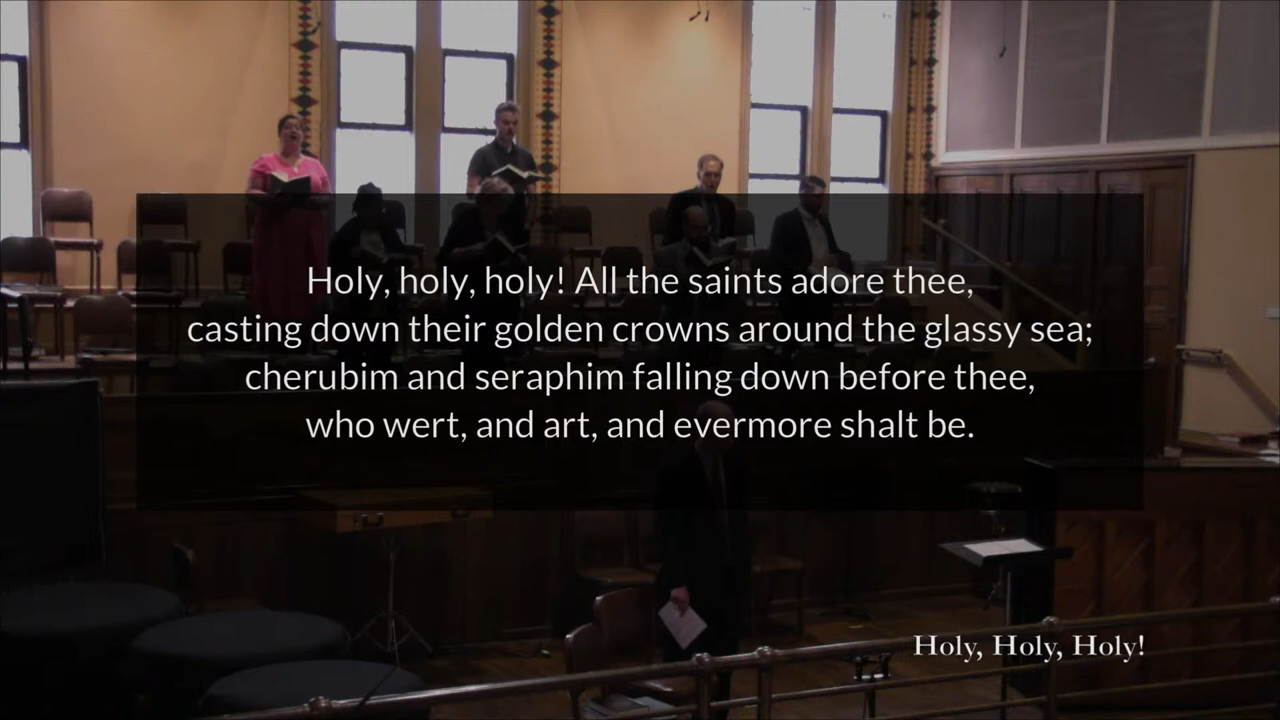 Holy, holy, holy! All the saints adore thee,
casting down their golden crowns around the glassy sea;
cherubim and seraphim falling down before thee,
who wert, and art, and evermore shalt be.
Holy, Holy, Holy!